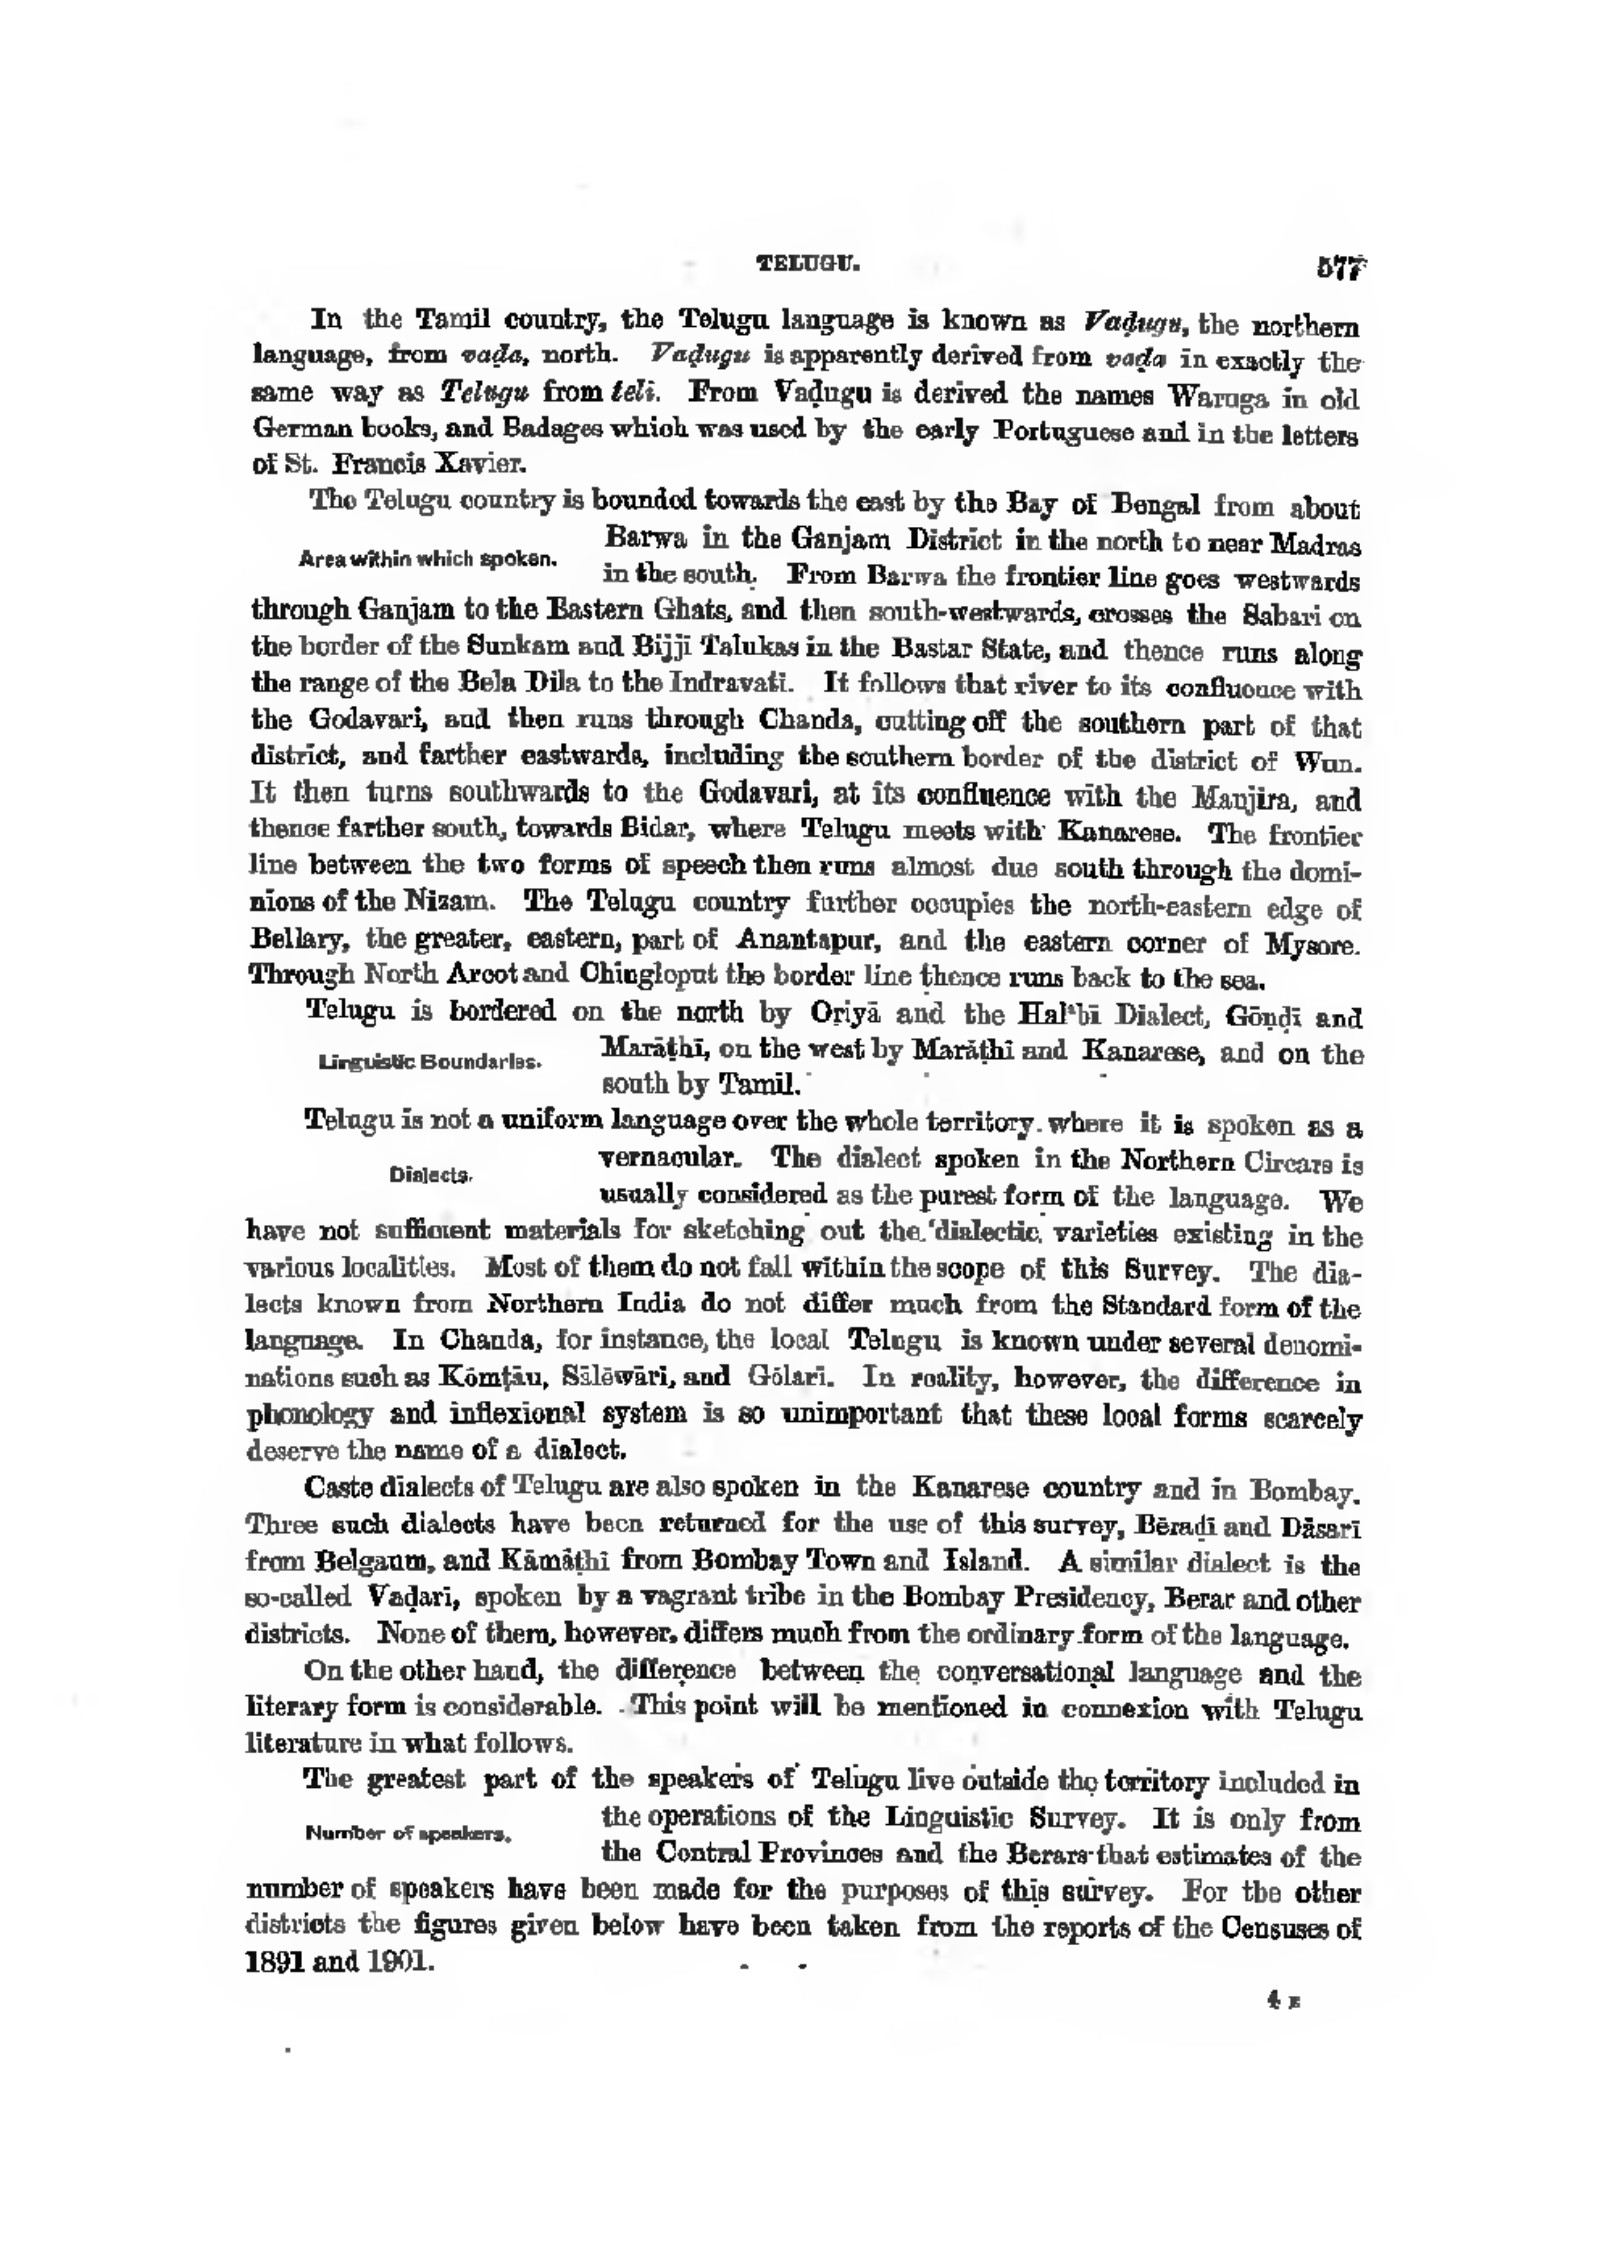 TELUGU. 577
In the Tamil country, the Telugu language is known as Vaḍugu, the northern
language, from vaḍa, north. Vaḍugu is apparently derived from vaḍa in exactly the
same way as Telugu from teli. From Vaḍugu is derived the names Waruga in old
German books, and Badages which was used by the early Portuguese and in the letters
of St. Francis Xavier.
The Telugu country is bounded towards the east by the Bay of Bengal from about
Barwa in the Ganjam District in the north to near Madras
Area within which spoken.
in the south. From Barwa the frontier line goes westwards
through Ganjam to the Eastern Ghats, and then south-westwards, crosses the Sabari on
the border of the Sunkam and Bijji Talukas in the Bastar State, and thence runs along
the range of the Bela Dila to the Indravati. It follows that river to its confluence with
the Godavari, and then runs through Chanda, cutting off the southern part of that
district, and farther eastwards, including the southern border of the district of Wun.
It then turns southwards to the Godavari, at its confluence with the Manjira, and
thence farther south, towards Bidar, where Telugu meets with Kanarese. The frontier
line between the two forms of speech then runs almost due south through the domi-
nions of the Nizam. The Telugu country further occupies the north-eastern edge of
Bellary, the greater, eastern, part of Anantapur, and the eastern corner of Mysore.
Through North Arcot and Chingleput the border line thence runs back to the sea.
Telugu is bordered on the north by Oṛiyā and the Halᵃbī Dialect, Gōṇḍī and
Marāṭhī, on the west by Marāṭhī and Kanarese, and on the
Linguistic Boundaries.
south by Tamil.
Telugu is not a uniform language over the whole territory where it is spoken as a
vernacular. The dialect spoken in the Northern Circars is
Dialects.
usually considered as the purest form of the language. We
have not sufficient materials for sketching out the dialectic varieties existing in the
various localities. Most of them do not fall within the scope of this Survey. The dia-
lects known from Northern India do not differ much from the Standard form of the
language. In Chanda, for instance, the local Telugu is known under several denomi-
nations such as Kōmṭāu, Sālēwārī, and Gōlarī. In reality, however, the difference in
phonology and inflexional system is so unimportant that these local forms scarcely
deserve the name of a dialect.
Caste dialects of Telugu are also spoken in the Kanarese country and in Bombay.
Three such dialects have been returned for the use of this survey, Bēraḍī and Dāsarī
from Belgaum, and Kāmāṭhī from Bombay Town and Island. A similar dialect is the
so-called Vaḍarī, spoken by a vagrant tribe in the Bombay Presidency, Berar and other
districts. None of them, however, differs much from the ordinary form of the language.
On the other hand, the difference between the conversational language and the
literary form is considerable. This point will be mentioned in connexion with Telugu
literature in what follows.
The greatest part of the speakers of Telugu live outside the territory included in
the operations of the Linguistic Survey. It is only from
Number of speakers.
the Central Provinces and the Berars that estimates of the
number of speakers have been made for the purposes of this survey. For the other
districts the figures given below have been taken from the reports of the Censuses of
1891 and 1901.
4 E